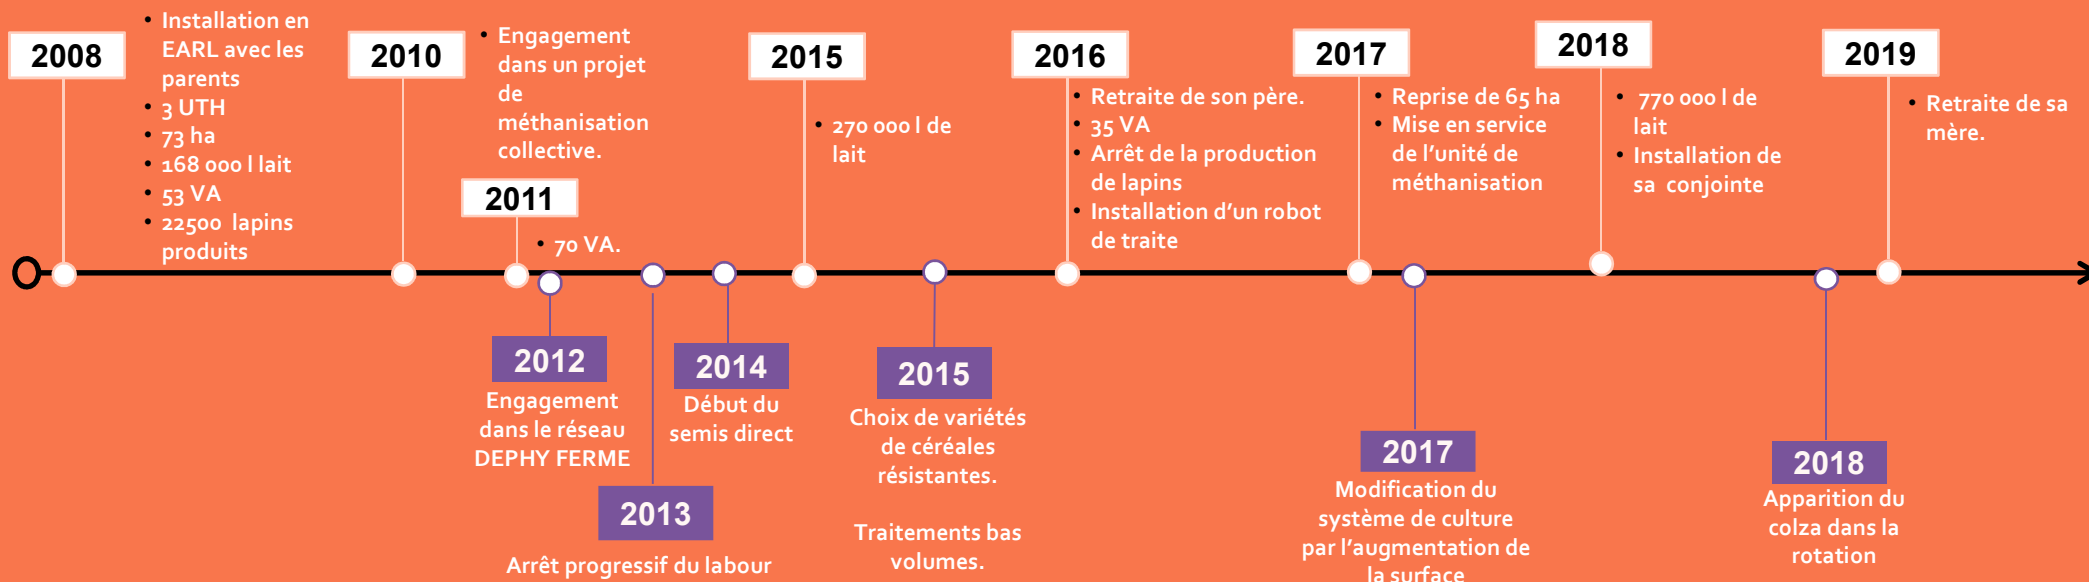 2008
• Installation en
EARL avec les
parents
• 3 UTH
• 73 ha
• 168 000 l lait
• 53 VA
• 22500 lapins
produits
2010
• Engagement
dans un projet
de
méthanisation
collective.
2011
• 70 VA.
2015
• 270 000 l de
lait
2016
• Retraite de son père.
• 35 VA
• Arrêt de la production
de lapins
• Installation d’un robot
de traite
2017
• Reprise de 65 ha
• Mise en service
de l’unité de
méthanisation
2018
• 770 000 l de
lait
• Installation de
sa conjointe
2019
• Retraite de sa
mère.
2012
Engagement
dans le réseau
DEPHY FERME
2013
Arrêt progressif du labour
2014
Début du
semis direct
2015
Choix de variétés
de céréales
résistantes.
Traitements bas
volumes.
2017
Modification du
système de culture
par l’augmentation de
la surface
2018
Apparition du
colza dans la
rotation